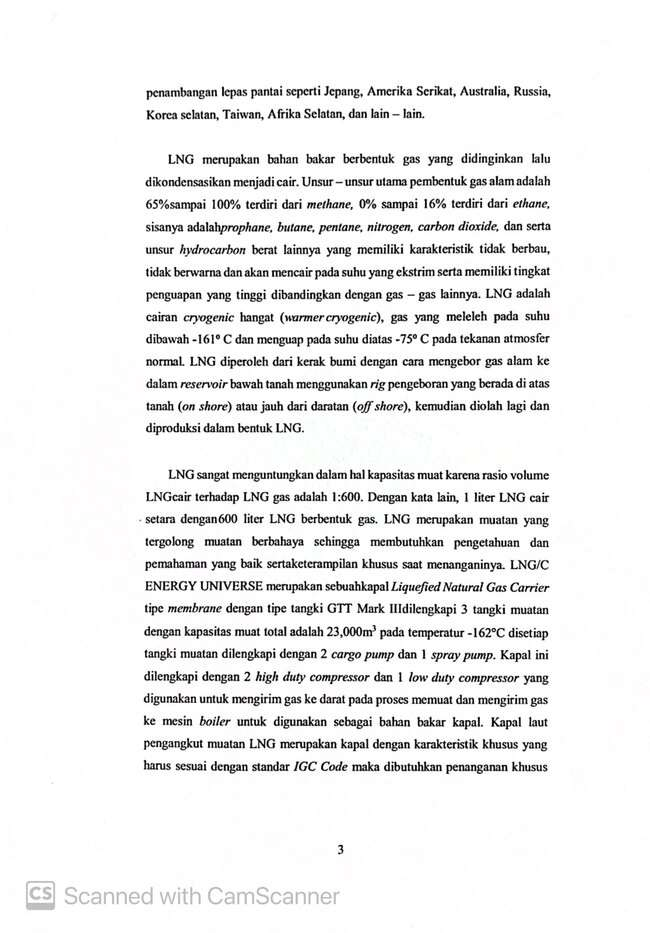 penambangan lepas pantai seperti Jepang, Amerika Serikat, Australia, Russia,
Korea selatan, Taiwan, Afrika Selatan, dan lain – lain.
LNG merupakan bahan bakar berbentuk gas yang didinginkan lalu
dikondensasikan menjadi cair. Unsur – unsur utama pembentuk gas alam adalah
65%sampai 100% terdiri dari methane, 0% sampai 16% terdiri dari ethane,
sisanya adalahprophane, butane, pentane, nitrogen, carbon dioxide, dan serta
unsur hydrocarbon berat lainnya yang memiliki karakteristik tidak berbau,
tidak berwarna dan akan mencair pada suhu yang ekstrim serta memiliki tingkat
penguapan yang tinggi dibandingkan dengan gas – gas lainnya. LNG adalah
cairan cryogenic hangat (warmer cryogenic), gas yang meleleh pada suhu
dibawah -161° C dan menguap pada suhu diatas -75° C pada tekanan atmosfer
normal. LNG diperoleh dari kerak bumi dengan cara mengebor gas alam ke
dalam reservoir bawah tanah menggunakan rig pengeboran yang berada di atas
tanah (on shore) atau jauh dari daratan (off shore), kemudian diolah lagi dan
diproduksi dalam bentuk LNG.
LNG sangat menguntungkan dalam hal kapasitas muat karena rasio volume
LNGcair terhadap LNG gas adalah 1:600. Dengan kata lain, 1 liter LNG cair
setara dengan600 liter LNG berbentuk gas. LNG merupakan muatan yang
tergolong muatan berbahaya sehingga membutuhkan pengetahuan dan
pemahaman yang baik sertaketerampilan khusus saat menanganinya. LNG/C
ENERGY UNIVERSE merupakan sebuahkapal Liquefied Natural Gas Carrier
tipe membrane dengan tipe tangki GTT Mark IIIdilengkapi 3 tangki muatan
dengan kapasitas muat total adalah 23,000m³ pada temperatur -162°C disetiap
tangki muatan dilengkapi dengan 2 cargo pump dan 1 spray pump. Kapal ini
dilengkapi dengan 2 high duty compressor dan 1 low duty compressor yang
digunakan untuk mengirim gas ke darat pada proses memuat dan mengirim gas
ke mesin boiler untuk digunakan sebagai bahan bakar kapal. Kapal laut
pengangkut muatan LNG merupakan kapal dengan karakteristik khusus yang
harus sesuai dengan standar IGC Code maka dibutuhkan penanganan khusus
3
CS Scanned with CamScanner